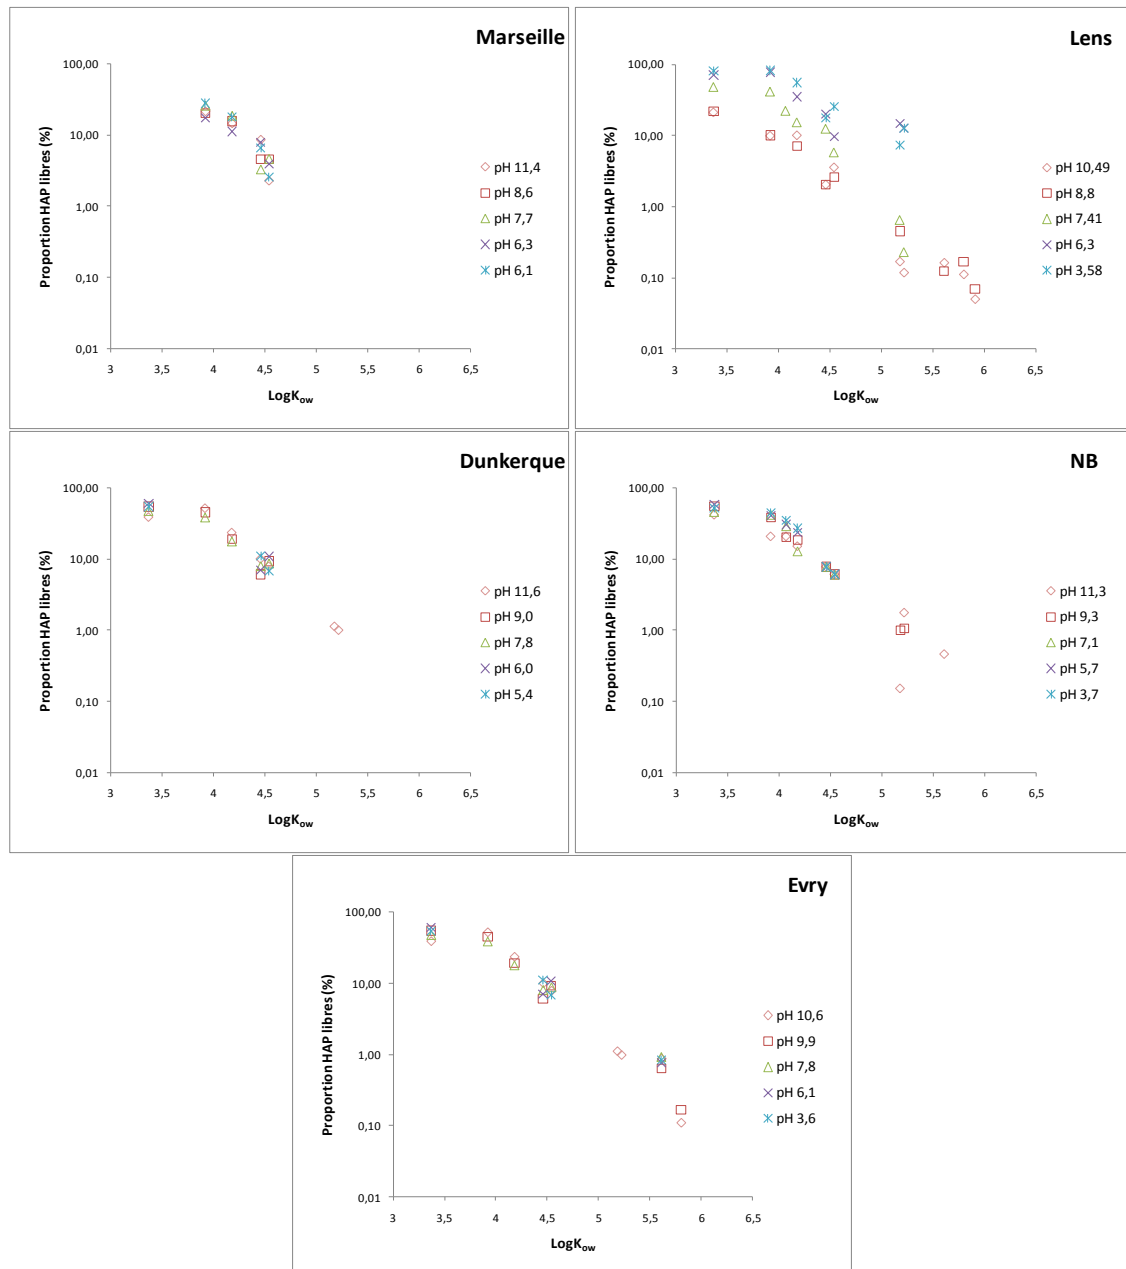 Marseille
Proportion HAP libres (%)
100,00
10,00
1,00
0,10
0,01
3 3,5 4 4,5 5 5,5 6 6,5
LogKow
pH 11,4
pH 8,6
pH 7,7
pH 6,3
pH 6,1
Lens
Proportion HAP libres (%)
100,00
10,00
1,00
0,10
0,01
3 3,5 4 4,5 5 5,5 6 6,5
LogKow
pH 10,49
pH 8,8
pH 7,41
pH 6,3
pH 3,58
Dunkerque
Proportion HAP libres (%)
100,00
10,00
1,00
0,10
0,01
3 3,5 4 4,5 5 5,5 6 6,5
LogKow
pH 11,6
pH 9,0
pH 7,8
pH 6,0
pH 5,4
NB
Proportion HAP libres (%)
100,00
10,00
1,00
0,10
0,01
3 3,5 4 4,5 5 5,5 6 6,5
LogKow
pH 11,3
pH 9,3
pH 7,1
pH 5,7
pH 3,7
Evry
Proportion HAP libres (%)
100,00
10,00
1,00
0,10
0,01
3 3,5 4 4,5 5 5,5 6 6,5
LogKow
pH 10,6
pH 9,9
pH 7,8
pH 6,1
pH 3,6